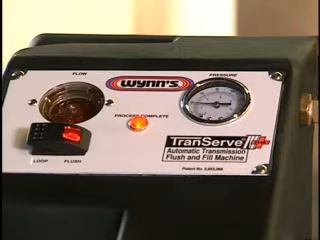 FLOW
WYNN'S
PRESSURE
PROCESS COMPLETE
LOOP FLUSH
TranServe
Automatic Transmission
Flush and Fill Machine